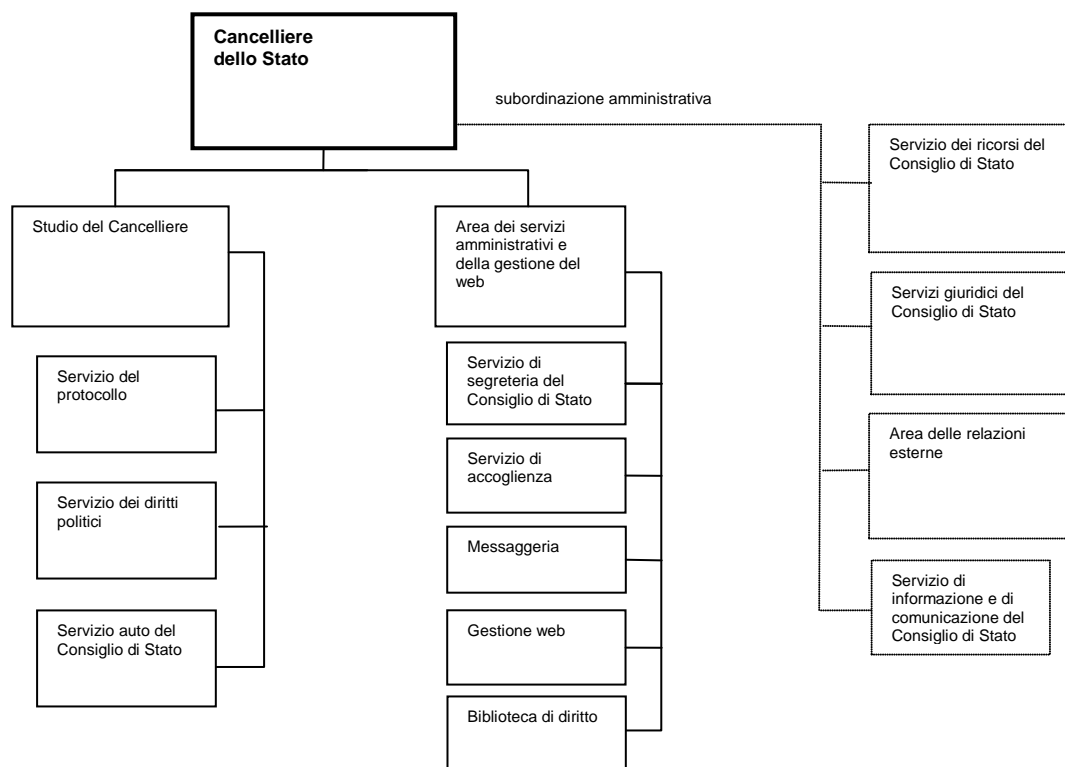 Cancelliere
dello Stato
subordinazione amministrativa
Studio del Cancelliere
Servizio del
protocollo
Servizio dei diritti
politici
Servizio auto del
Consiglio di Stato
Area dei servizi
amministrativi e
della gestione del
web
Servizio di
segreteria del
Consiglio di Stato
Servizio di
accoglienza
Messaggeria
Gestione web
Biblioteca di diritto
Servizio dei ricorsi del
Consiglio di Stato
Servizi giuridici del
Consiglio di Stato
Area delle relazioni
esterne
Servizio di
informazione e di
comunicazione del
Consiglio di Stato